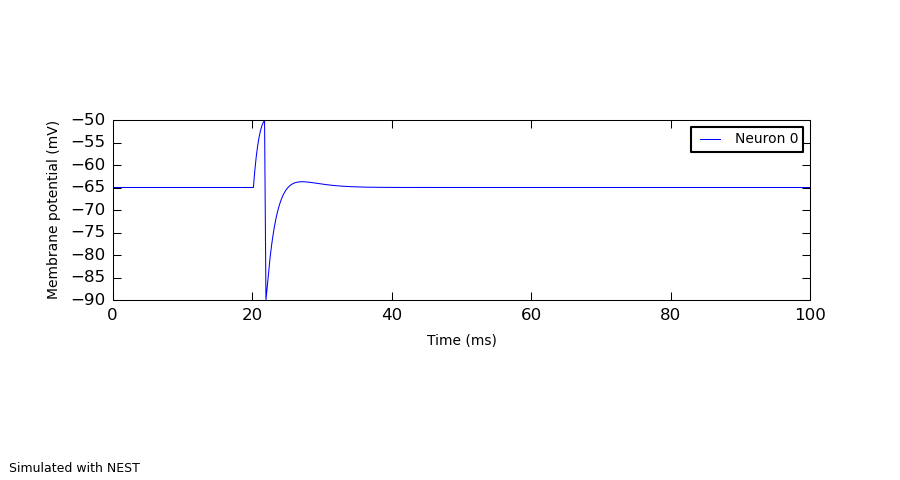 Membrane potential (mV)
−50
−55
−60
−65
−70
−75
−80
−85
−90
Neuron 0
0 20 40 60 80 100
Time (ms)
Simulated with NEST